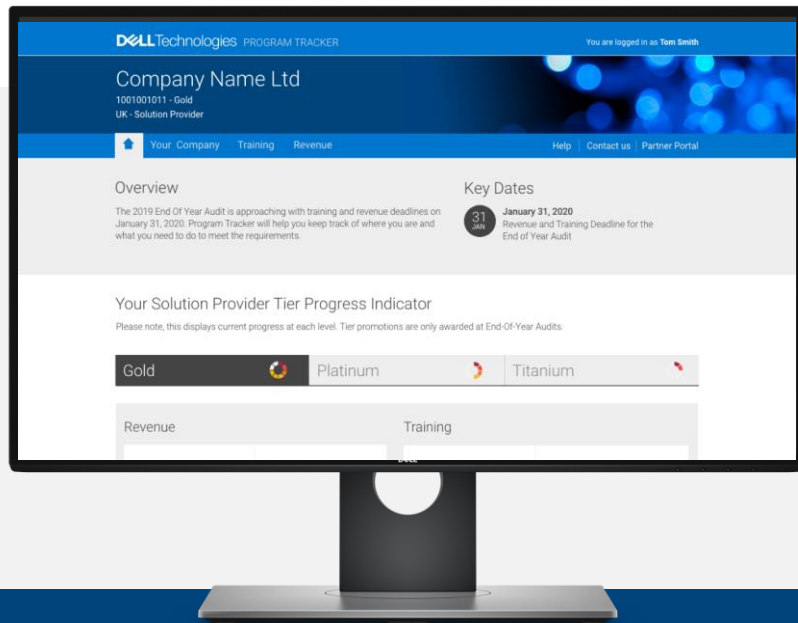 DELLTechnologies PROGRAM TRACKER
You are logged in as Tom Smith
Company Name Ltd
1001001011 - Gold
UK - Solution Provider
Your Company Training Revenue
Help Contact us Partner Portal
Overview
The 2019 End Of Year Audit is approaching with training and revenue deadlines on
January 31, 2020. Program Tracker will help you keep track of where you are and
what you need to do to meet the requirements.
Key Dates
31
JAN
January 31, 2020
Revenue and Training Deadline for the
End of Year Audit
Your Solution Provider Tier Progress Indicator
Please note, this displays current progress at each level. Tier promotions are only awarded at End-Of-Year Audits.
Gold Platinum Titanium
Revenue Training
DELL